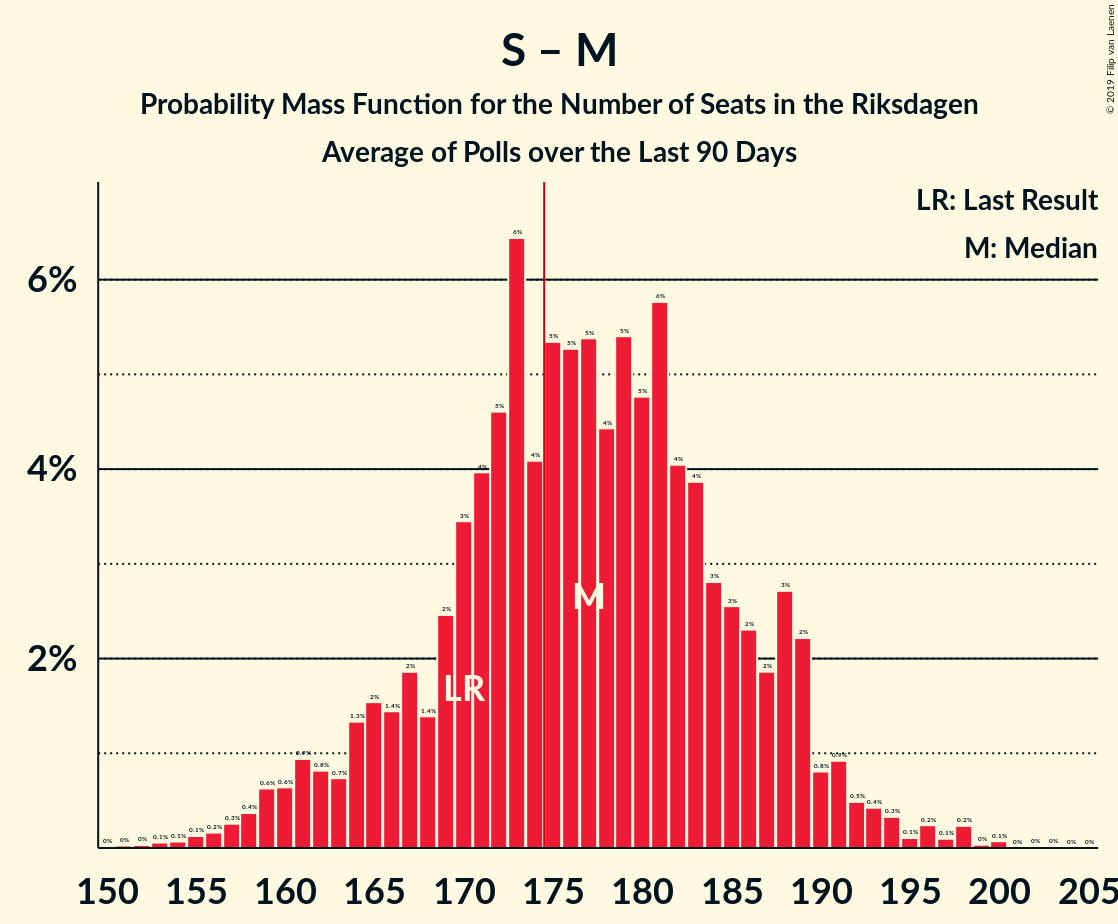 S – M
Probability Mass Function for the Number of Seats in the Riksdagen
Average of Polls over the Last 90 Days
© 2019 Filip van Laenen
LR: Last Result
M: Median
6%
4%
2%
0% 0% 0% 0.1% 0.1% 0.1% 0.2% 0.3% 0.4% 0.6% 0.6% 0.9% 0.8% 0.7% 1.3% 2% 1.4% 2% 1.4% 2% 3% 4% 5% 6% 4% 5% 5% 5% 4% 5% 5% 6% 4% 4% 3% 3% 2% 2% 3% 2% 0.8% 0.9% 0.5% 0.4% 0.3% 0.1% 0.2% 0.1% 0.2% 0% 0.1% 0% 0% 0% 0% 0%
M
LR
150 155 160 165 170 175 180 185 190 195 200 205